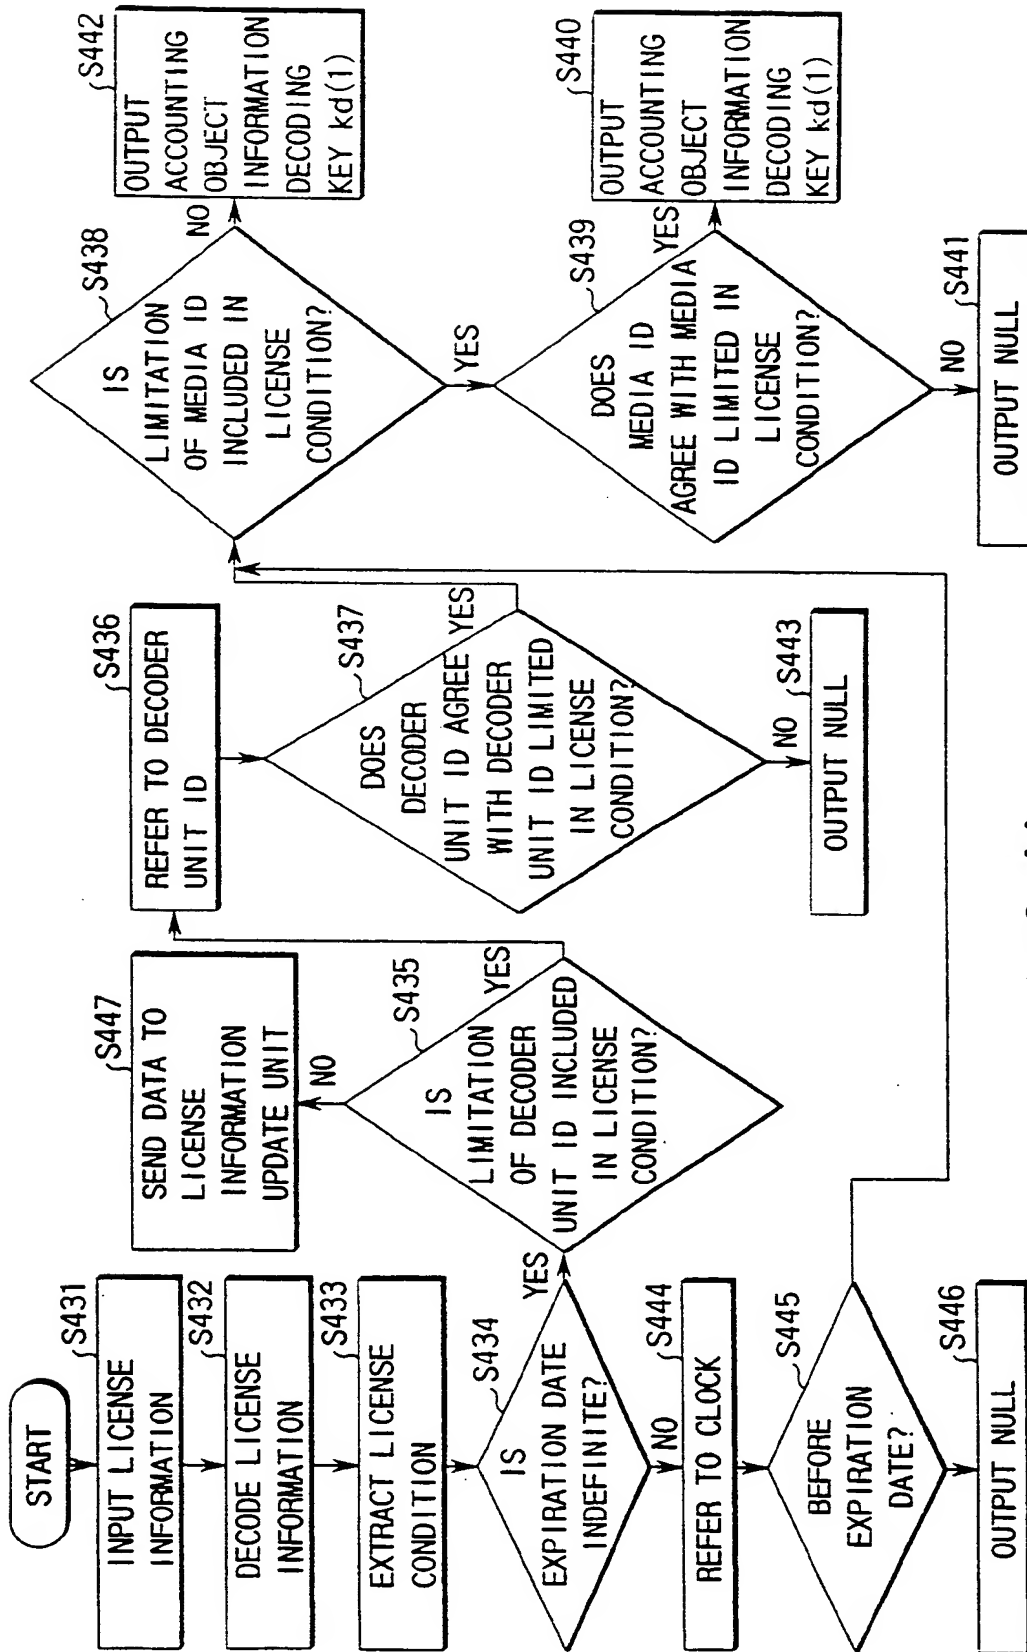 START
S431
INPUT LICENSE
INFORMATION
S432
DECODE LICENSE
INFORMATION
S433
EXTRACT LICENSE
CONDITION
S434
IS
EXPIRATION DATE
INDEFINITE?
YES
NO
S444
REFER TO CLOCK
S445
BEFORE
EXPIRATION
DATE?
S446
OUTPUT NULL
S447
SEND DATA TO
LICENSE
INFORMATION
UPDATE UNIT
NO
S435
IS
LIMITATION
OF DECODER
UNIT ID INCLUDED
IN LICENSE
CONDITION?
YES
S436
REFER TO DECODER
UNIT ID
S437
DOES
DECODER
UNIT ID AGREE
WITH DECODER
UNIT ID LIMITED
IN LICENSE
CONDITION?
YES
NO
S443
OUTPUT NULL
S438
IS
LIMITATION
OF MEDIA ID
INCLUDED IN
LICENSE
CONDITION?
NO
YES
S442
OUTPUT
ACCOUNTING
OBJECT
INFORMATION
DECODING
KEY kd(1)
S439
DOES
MEDIA ID
AGREE WITH MEDIA
ID LIMITED IN
LICENSE
CONDITION?
YES
NO
S440
OUTPUT
ACCOUNTING
OBJECT
INFORMATION
DECODING
KEY kd(1)
S441
OUTPUT NULL